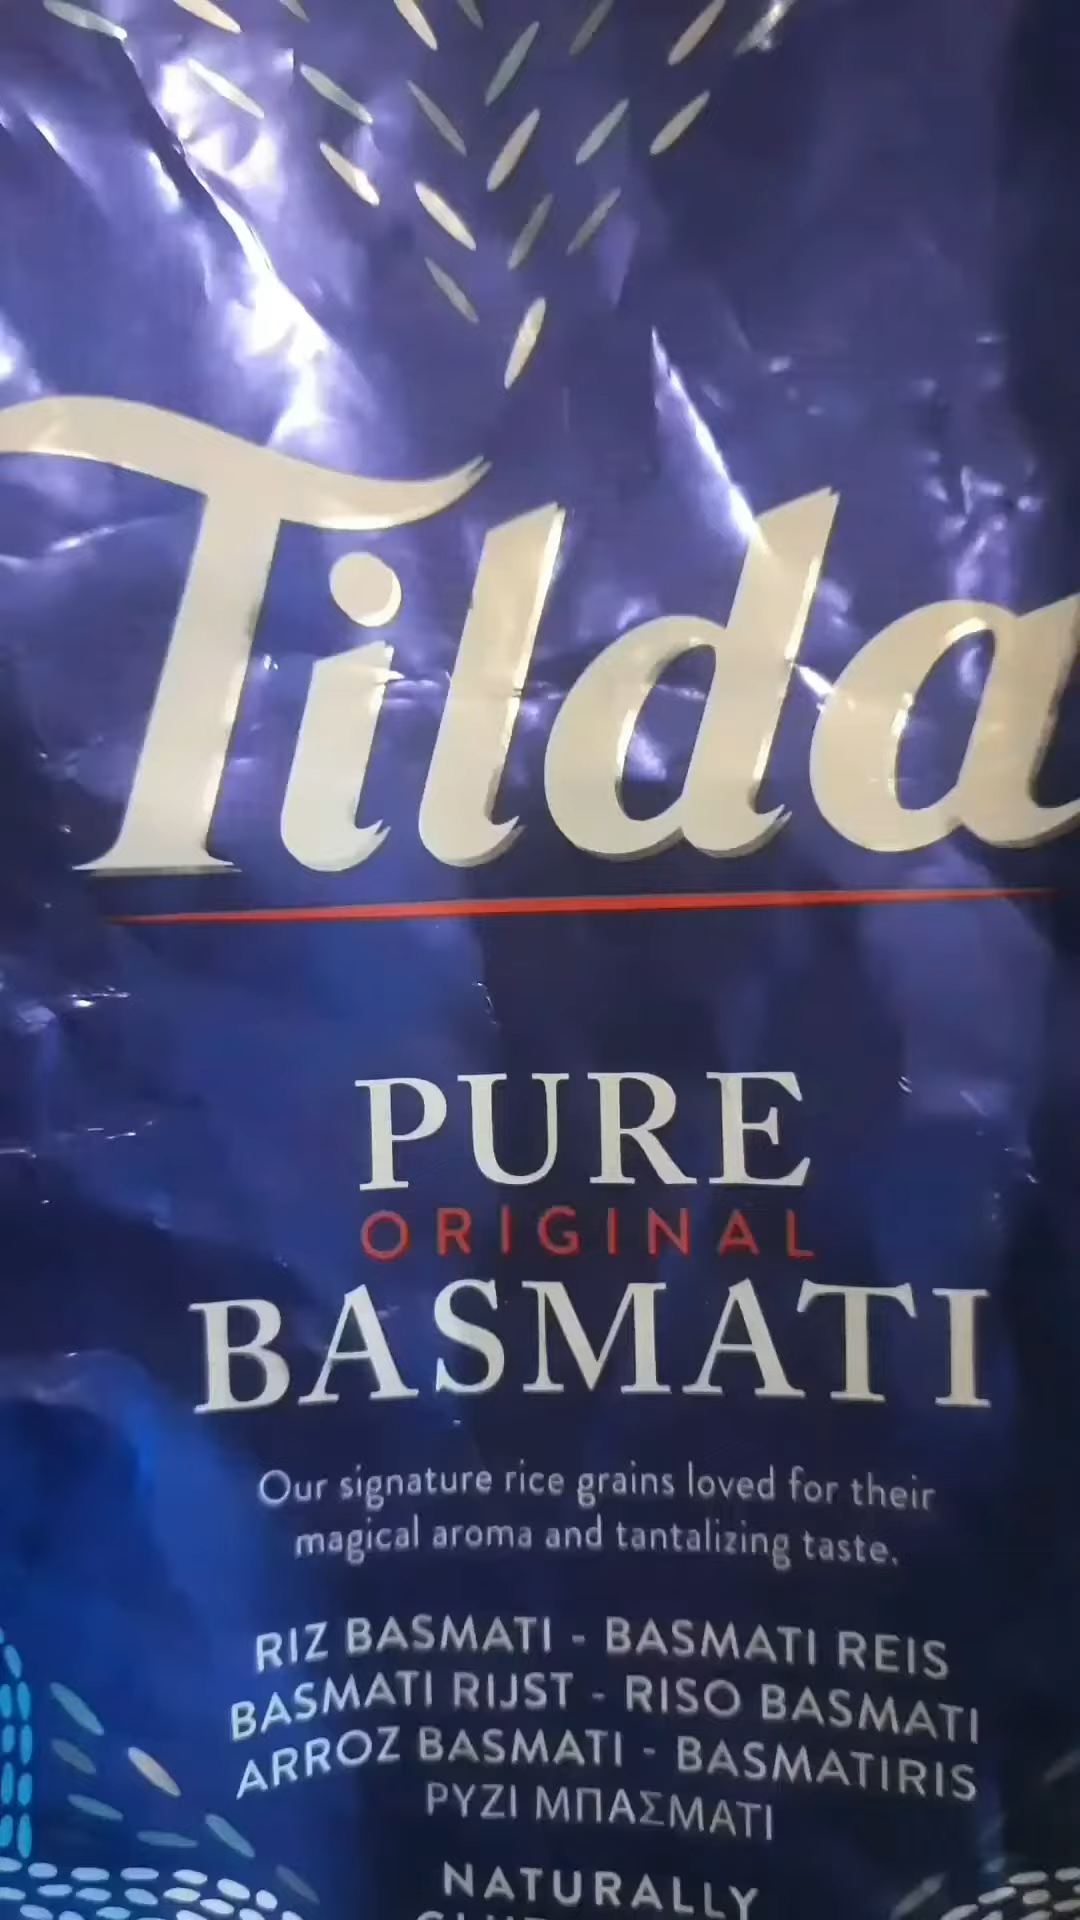 Tilda
PURE
ORIGINAL
BASMATI
Our signature rice grains loved for their
magical aroma and tantalizing taste.
RIZ BASMATI - BASMATI REIS
BASMATI RIJST - RISO BASMATI
ARROZ BASMATI - BASMATIRIS
ΡΥΖΙ ΜΠΑΣΜΑΤΙ
NATURALLY